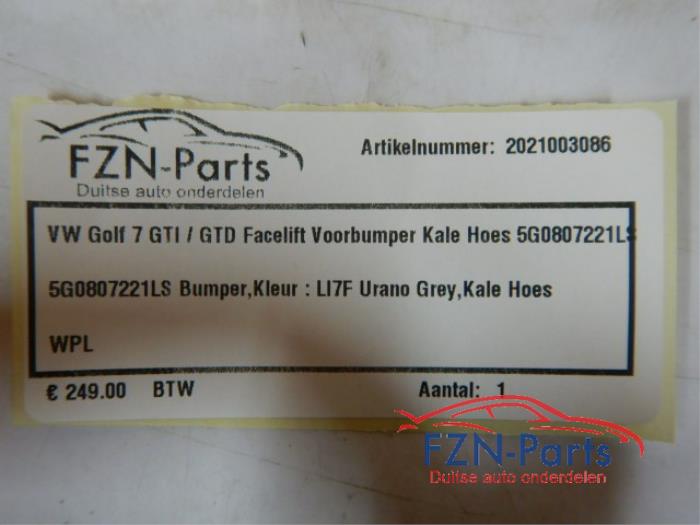 FZN-Parts
Duitse auto onderdelen
Artikelnummer: 2021003086
VW Golf 7 GTI / GTD Facelift Voorbumper Kale Hoes 5G0807221LS
5G0807221LS Bumper,Kleur : LI7F Urano Grey,Kale Hoes
WPL
€ 249.00 BTW Aantal: 1
FZN-Parts
Duitse auto onderdelen